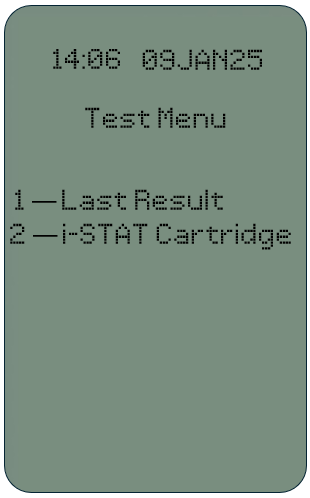 14:06 09JAN25
Test Menu
1 —Last Result
2 —i-STAT Cartridge